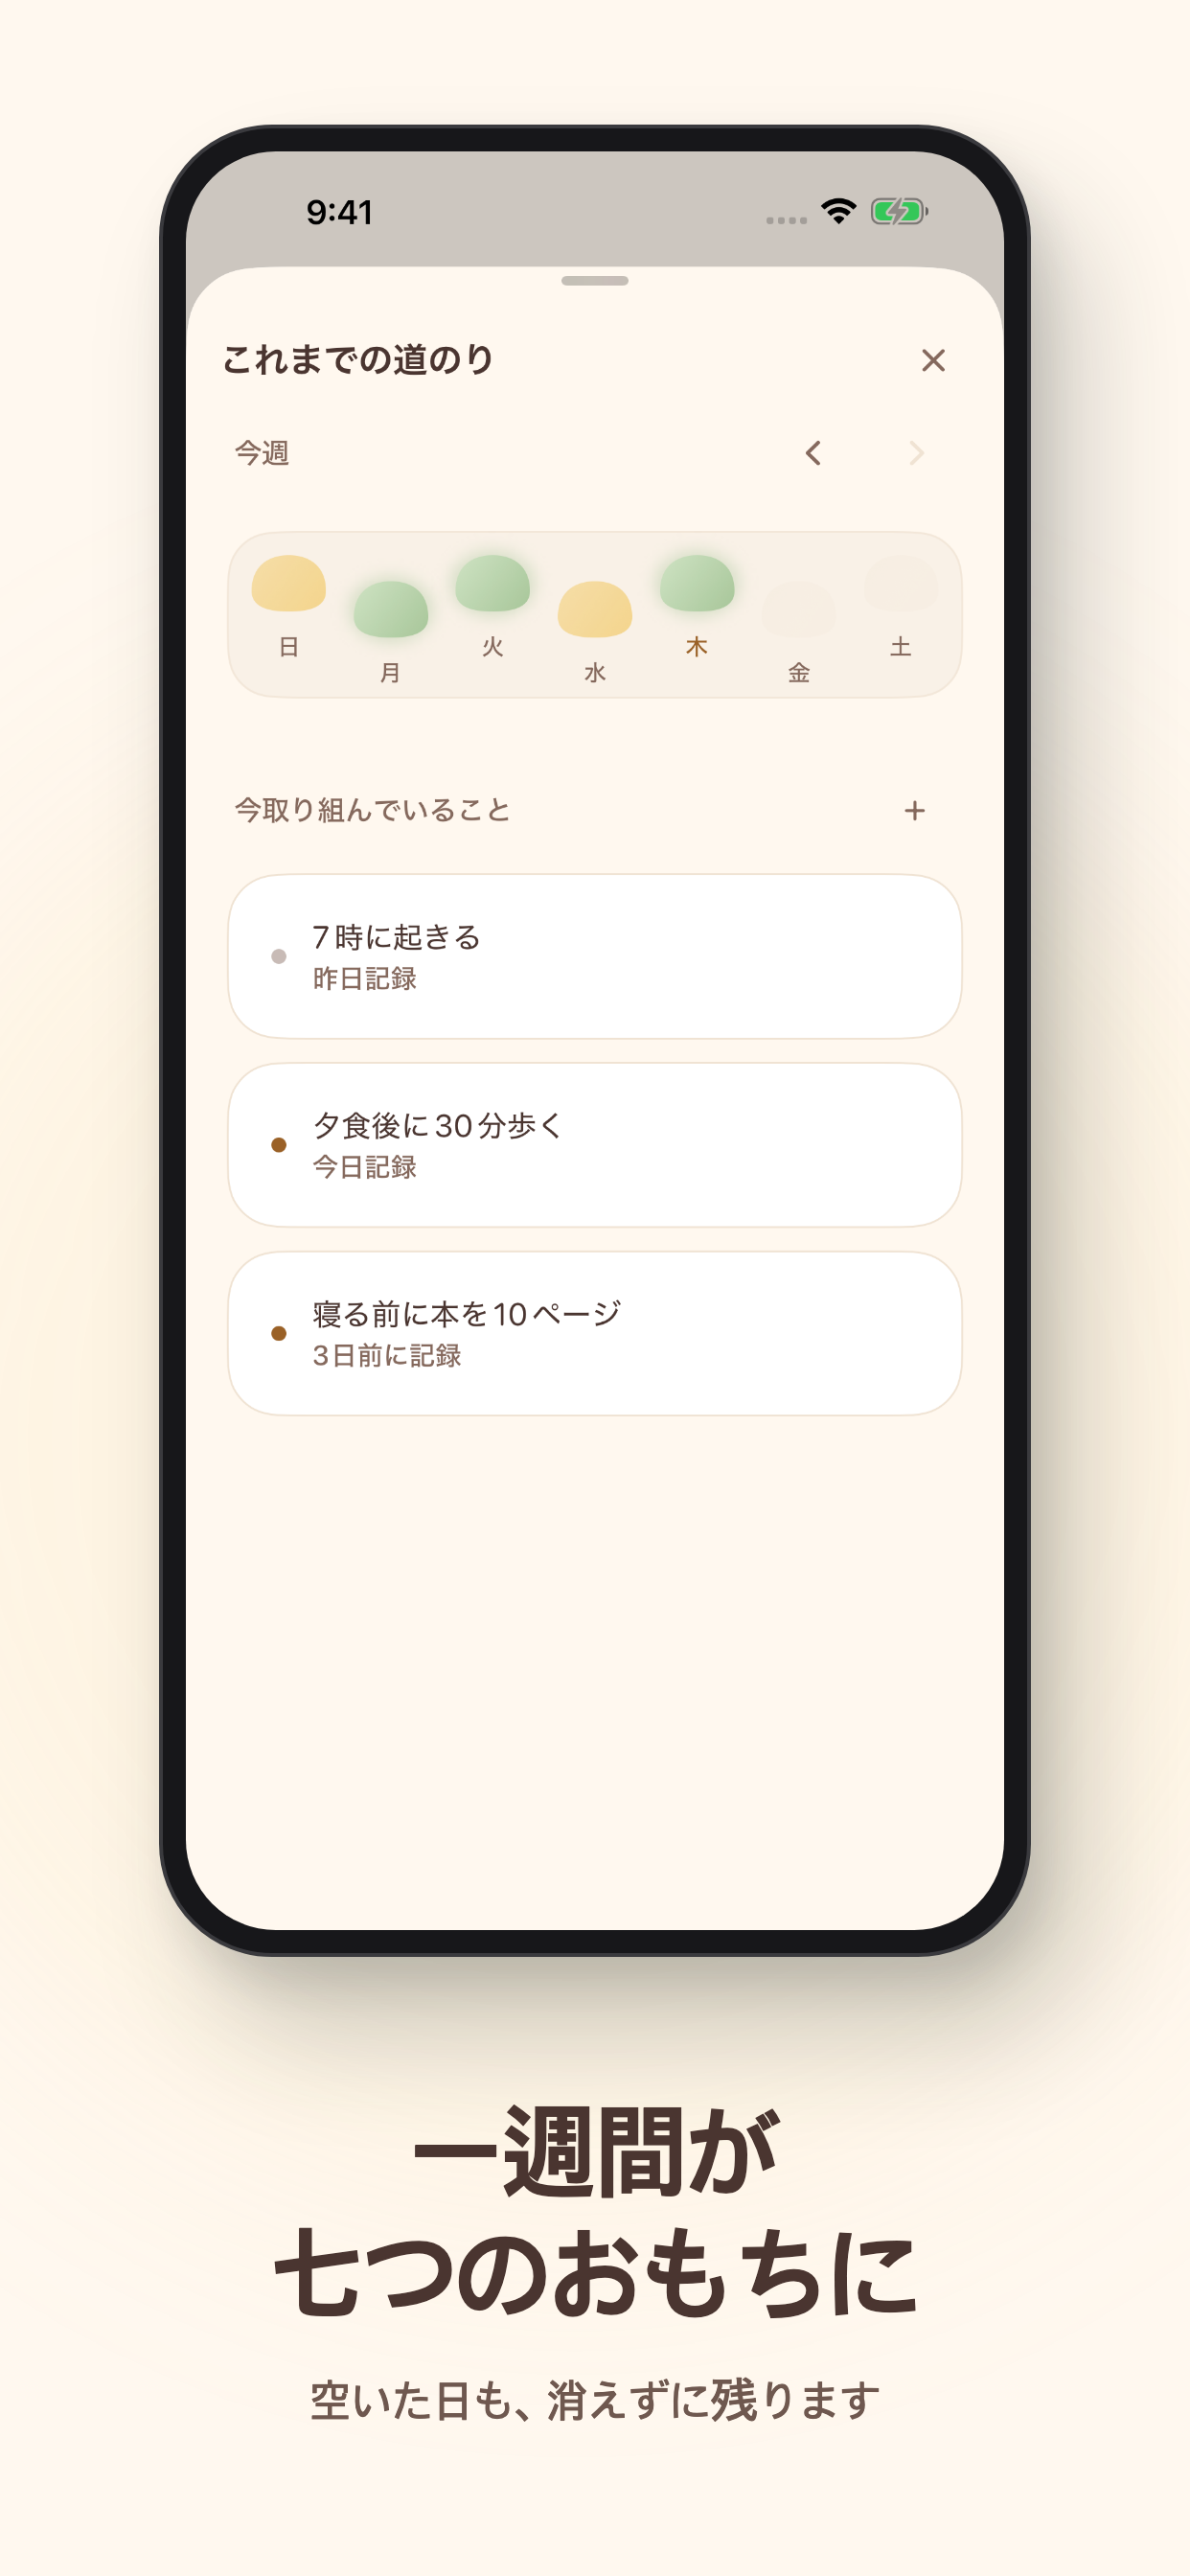 9:41
これまでの道のり
今週
日
月
火
水
木
金
土
今取り組んでいること
7時に起きる
昨日記録
夕食後に30分歩く
今日記録
寝る前に本を10ページ
3日前に記録
一週間が
七つのおもちに
空いた日も、消えずに残ります